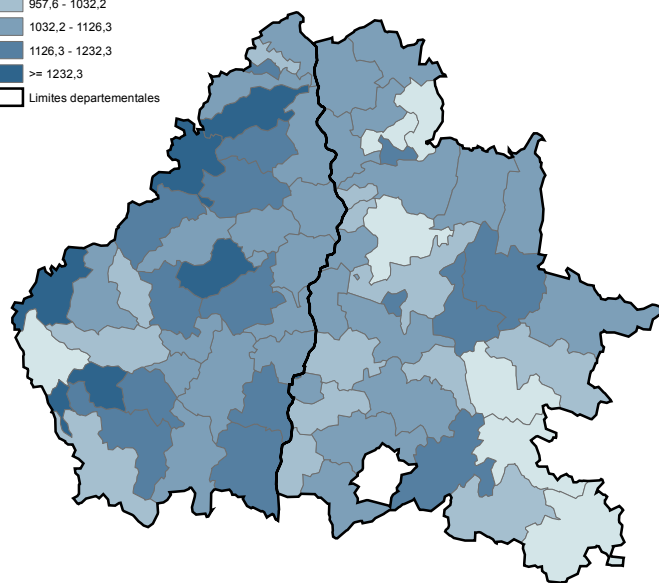 957,6 - 1032,2
1032,2 - 1126,3
1126,3 - 1232,3
>= 1232,3
Limites departementales